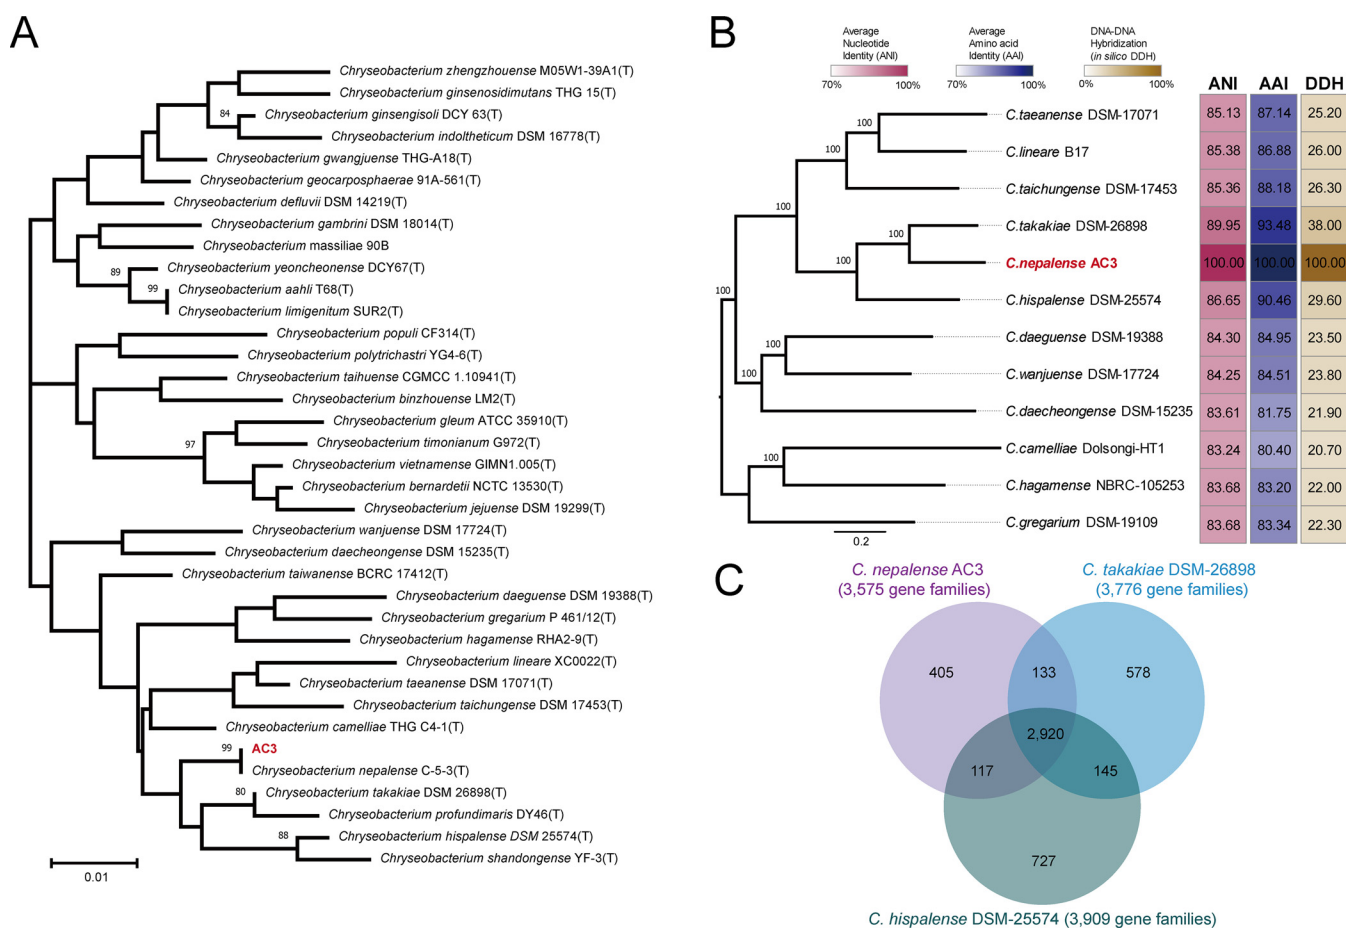 A
Chryseobacterium zhengzhouense M05W1-39A1(T)
Chryseobacterium ginsenosidimutans THG 15(T)
84
Chryseobacterium ginsengisoli DCY 63(T)
Chryseobacterium indoltheticum DSM 16778(T)
Chryseobacterium gwangjuense THG-A18(T)
Chryseobacterium geocarposphaerae 91A-561(T)
Chryseobacterium defluvii DSM 14219(T)
Chryseobacterium gambrini DSM 18014(T)
Chryseobacterium massiliae 90B
89
Chryseobacterium yeoncheonense DCY67(T)
99
Chryseobacterium aahli T68(T)
Chryseobacterium limigenitum SUR2(T)
Chryseobacterium populi CF314(T)
Chryseobacterium polytrichastri YG4-6(T)
Chryseobacterium taihuense CGMCC 1.10941(T)
Chryseobacterium binzhouense LM2(T)
Chryseobacterium gleum ATCC 35910(T)
97
Chryseobacterium timonianum G972(T)
Chryseobacterium vietnamense GIMN1.005(T)
Chryseobacterium bernardetii NCTC 13530(T)
Chryseobacterium jejuense DSM 19299(T)
Chryseobacterium wanjuense DSM 17724(T)
Chryseobacterium daecheongense DSM 15235(T)
Chryseobacterium taiwanense BCRC 17412(T)
Chryseobacterium daeguense DSM 19388(T)
Chryseobacterium gregarium P 461/12(T)
Chryseobacterium hagamense RHA2-9(T)
Chryseobacterium lineare XC0022(T)
Chryseobacterium taeanense DSM 17071(T)
Chryseobacterium taichungense DSM 17453(T)
Chryseobacterium camelliae THG C4-1(T)
99
AC3
Chryseobacterium nepalense C-5-3(T)
80
Chryseobacterium takakiae DSM 26898(T)
Chryseobacterium profundimaris DY46(T)
88
Chryseobacterium hispalense DSM 25574(T)
Chryseobacterium shandongense YF-3(T)
0.01
B
Average
Nucleotide
Identity (ANI)
70% 100%
Average
Amino acid
Identity (AAI)
70% 100%
DNA-DNA
Hybridization
(in silico DDH)
0% 100%
ANI AAI DDH
100
C.taeanense DSM-17071 85.13 87.14 25.20
100
C.lineare B17 85.38 86.88 26.00
C.taichungense DSM-17453 85.36 88.18 26.30
100
C.takakiae DSM-26898 89.95 93.48 38.00
100
C.nepalense AC3 100.00 100.00 100.00
100
100
C.hispalense DSM-25574 86.65 90.46 29.60
100
C.daeguense DSM-19388 84.30 84.95 23.50
100
C.wanjuense DSM-17724 84.25 84.51 23.80
C.daecheongense DSM-15235 83.61 81.75 21.90
100
C.camelliae Dolsongi-HT1 83.24 80.40 20.70
C.hagamense NBRC-105253 83.68 83.20 22.00
C.gregarium DSM-19109 83.68 83.34 22.30
0.2
C
C. nepalense AC3
(3,575 gene families)
C. takakiae DSM-26898
(3,776 gene families)
405 133 578
2,920
117 145
727
C. hispalense DSM-25574 (3,909 gene families)